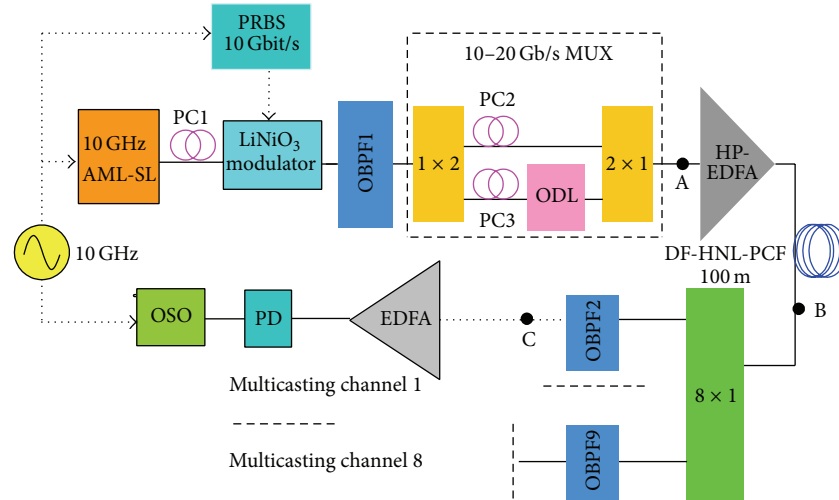 PRBS
10 Gbit/s
10–20 Gb/s MUX
PC1
PC2
10 GHz
AML-SL
LiNiO3
modulator
OBPF1
1 × 2
2 × 1
ODL
PC3
A
HP-
EDFA
10 GHz
DF-HNL-PCF
100 m
OSO
PD
EDFA
C
OBPF2
B
Multicasting channel 1
8 × 1
Multicasting channel 8
OBPF9